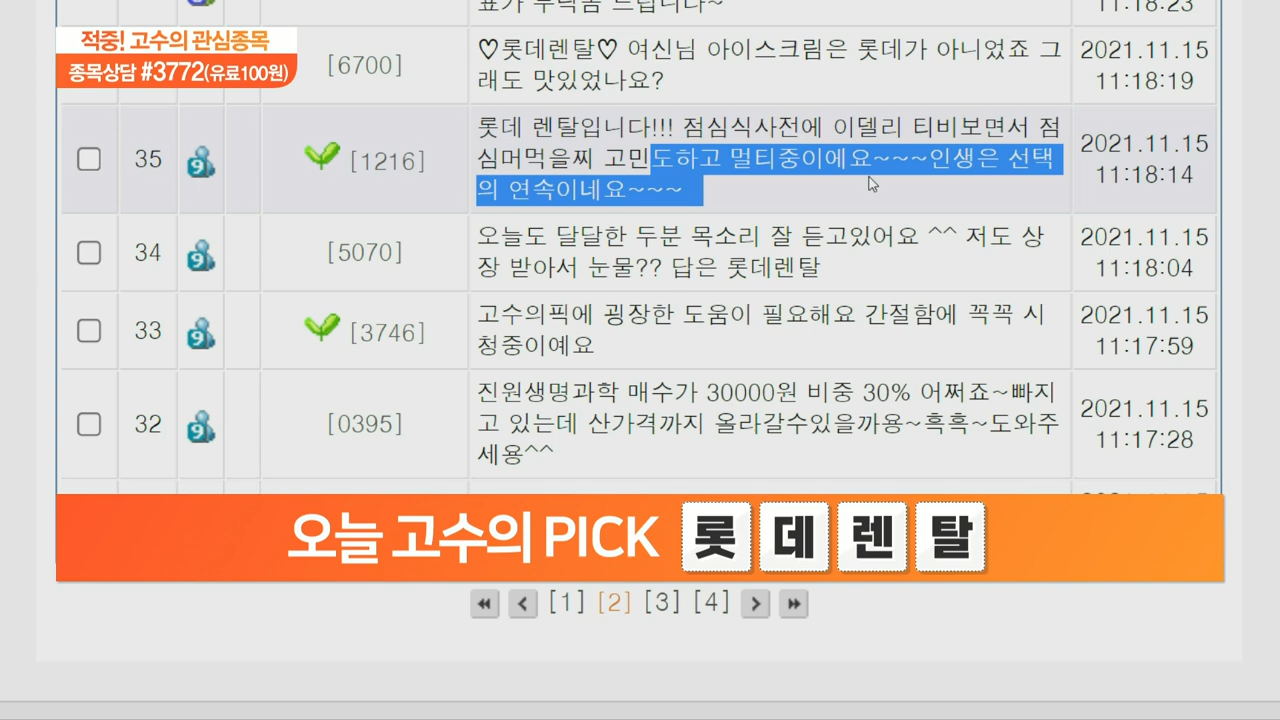 표가 부탁좀 드립니다~
11:18:23
적중! 고수의 관심종목
종목상담 #3772(유료100원)
[6700]
♡롯데렌탈♡ 여신님 아이스크림은 롯데가 아니었죠 그
래도 맛있었나요?
2021.11.15
11:18:19
35
[1216]
롯데 렌탈입니다!!! 점심식사전에 이델리 티비보면서 점
심머먹을찌 고민도하고 멀티중이에요~~~인생은 선택
의 연속이네요~~~
2021.11.15
11:18:14
34
[5070]
오늘도 달달한 두분 목소리 잘 듣고있어요 ^^ 저도 상
장 받아서 눈물?? 답은 롯데렌탈
2021.11.15
11:18:04
33
[3746]
고수의픽에 굉장한 도움이 필요해요 간절함에 꼭꼭 시
청중이예요
2021.11.15
11:17:59
32
[0395]
진원생명과학 매수가 30000원 비중 30% 어쩌죠~빠지
고 있는데 산가격까지 올라갈수있을까용~흑흑~도와주
세용^^
2021.11.15
11:17:28
오늘 고수의 PICK 롯데렌탈
[1] [2] [3] [4]